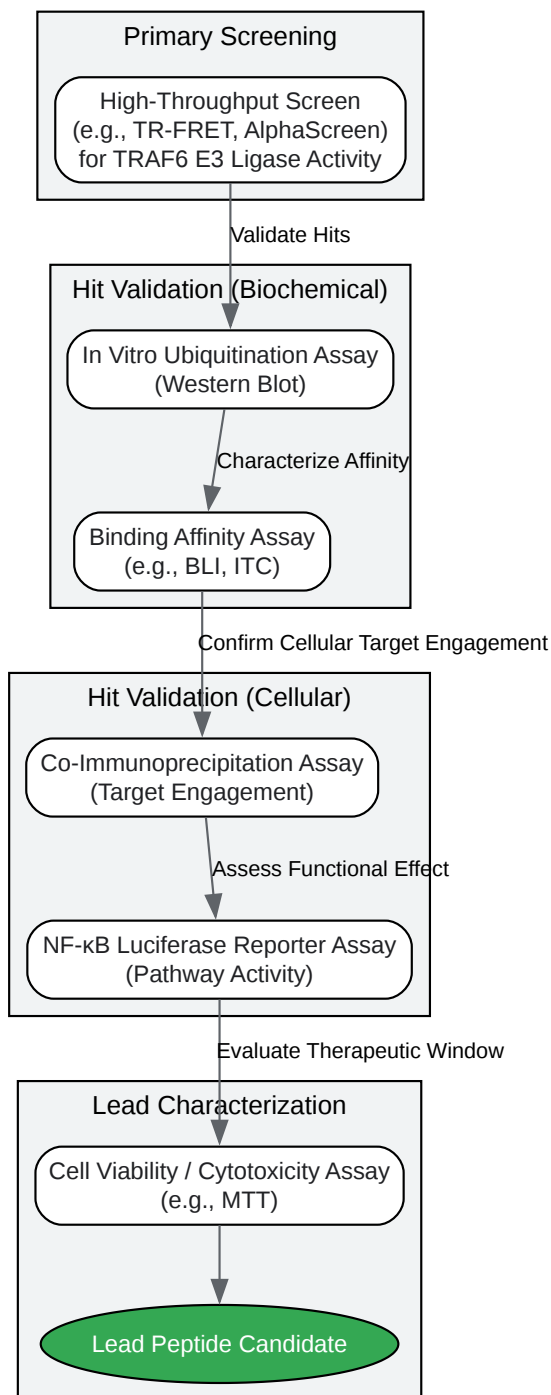 Primary Screening
High-Throughput Screen
(e.g., TR-FRET, AlphaScreen)
for TRAF6 E3 Ligase Activity
Validate Hits
Hit Validation (Biochemical)
In Vitro Ubiquitination Assay
(Western Blot)
Characterize Affinity
Binding Affinity Assay
(e.g., BLI, ITC)
Confirm Cellular Target Engagement
Hit Validation (Cellular)
Co-Immunoprecipitation Assay
(Target Engagement)
Assess Functional Effect
NF-κB Luciferase Reporter Assay
(Pathway Activity)
Evaluate Therapeutic Window
Lead Characterization
Cell Viability / Cytotoxicity Assay
(e.g., MTT)
Lead Peptide Candidate